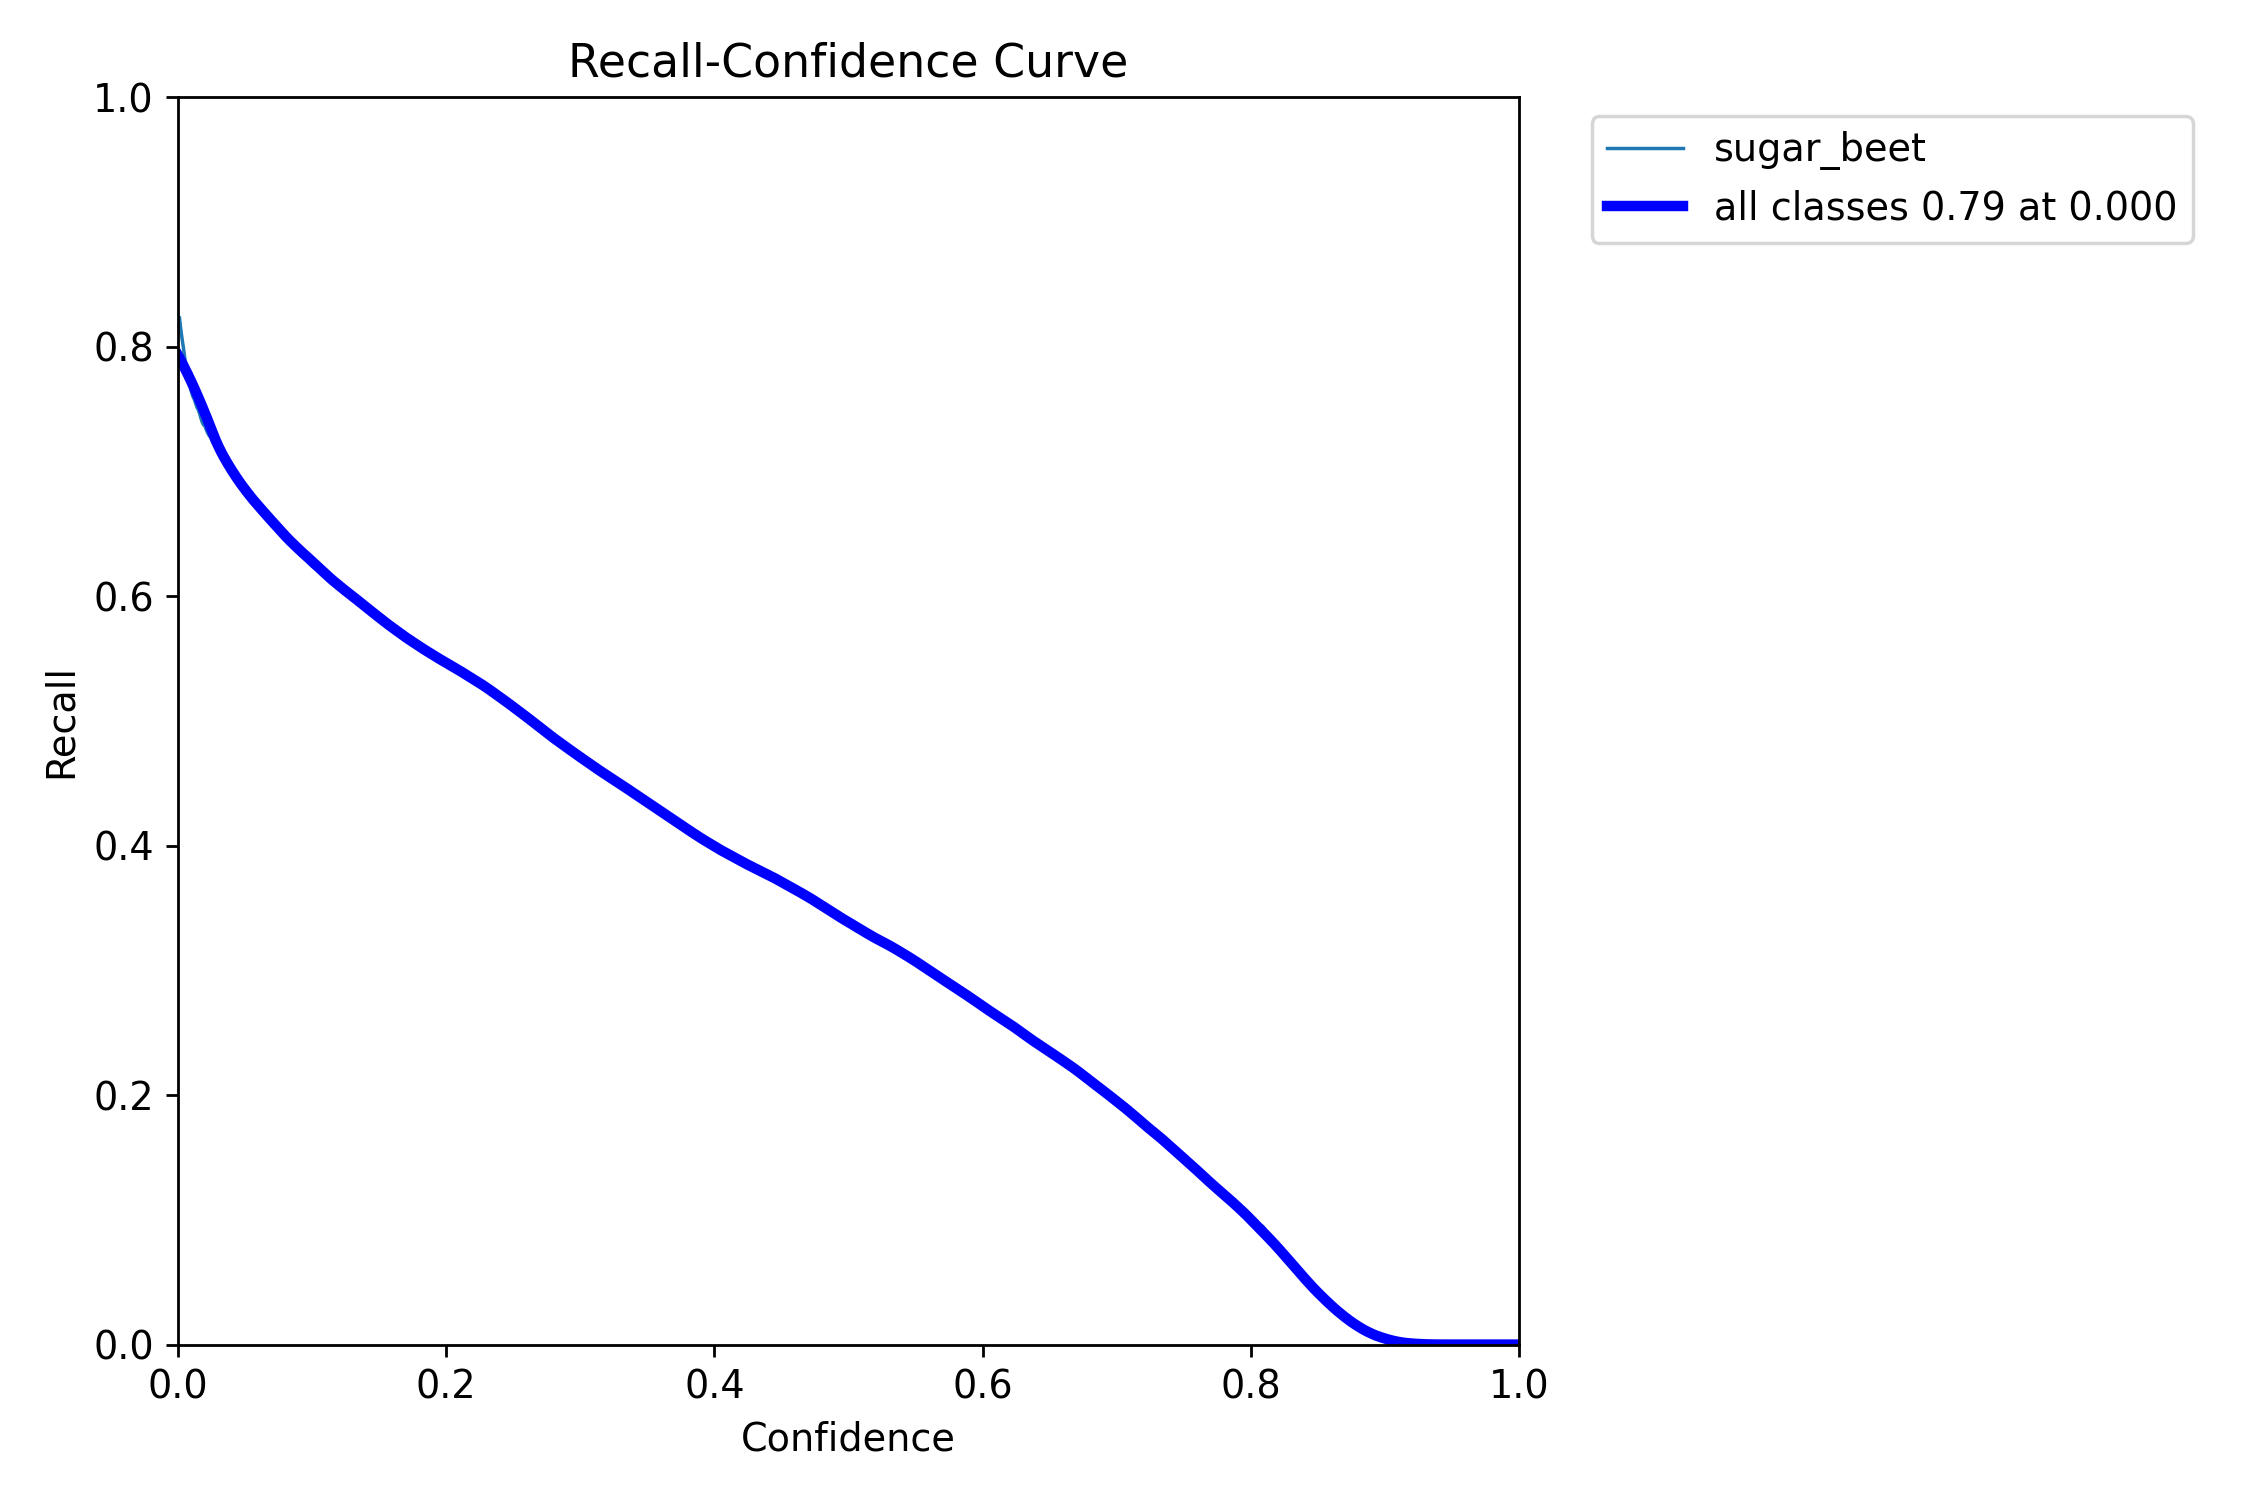 Recall-Confidence Curve
1.0
0.8
0.6
0.4
0.2
0.0
Recall
0.0 0.2 0.4 0.6 0.8 1.0
Confidence
sugar_beet
all classes 0.79 at 0.000